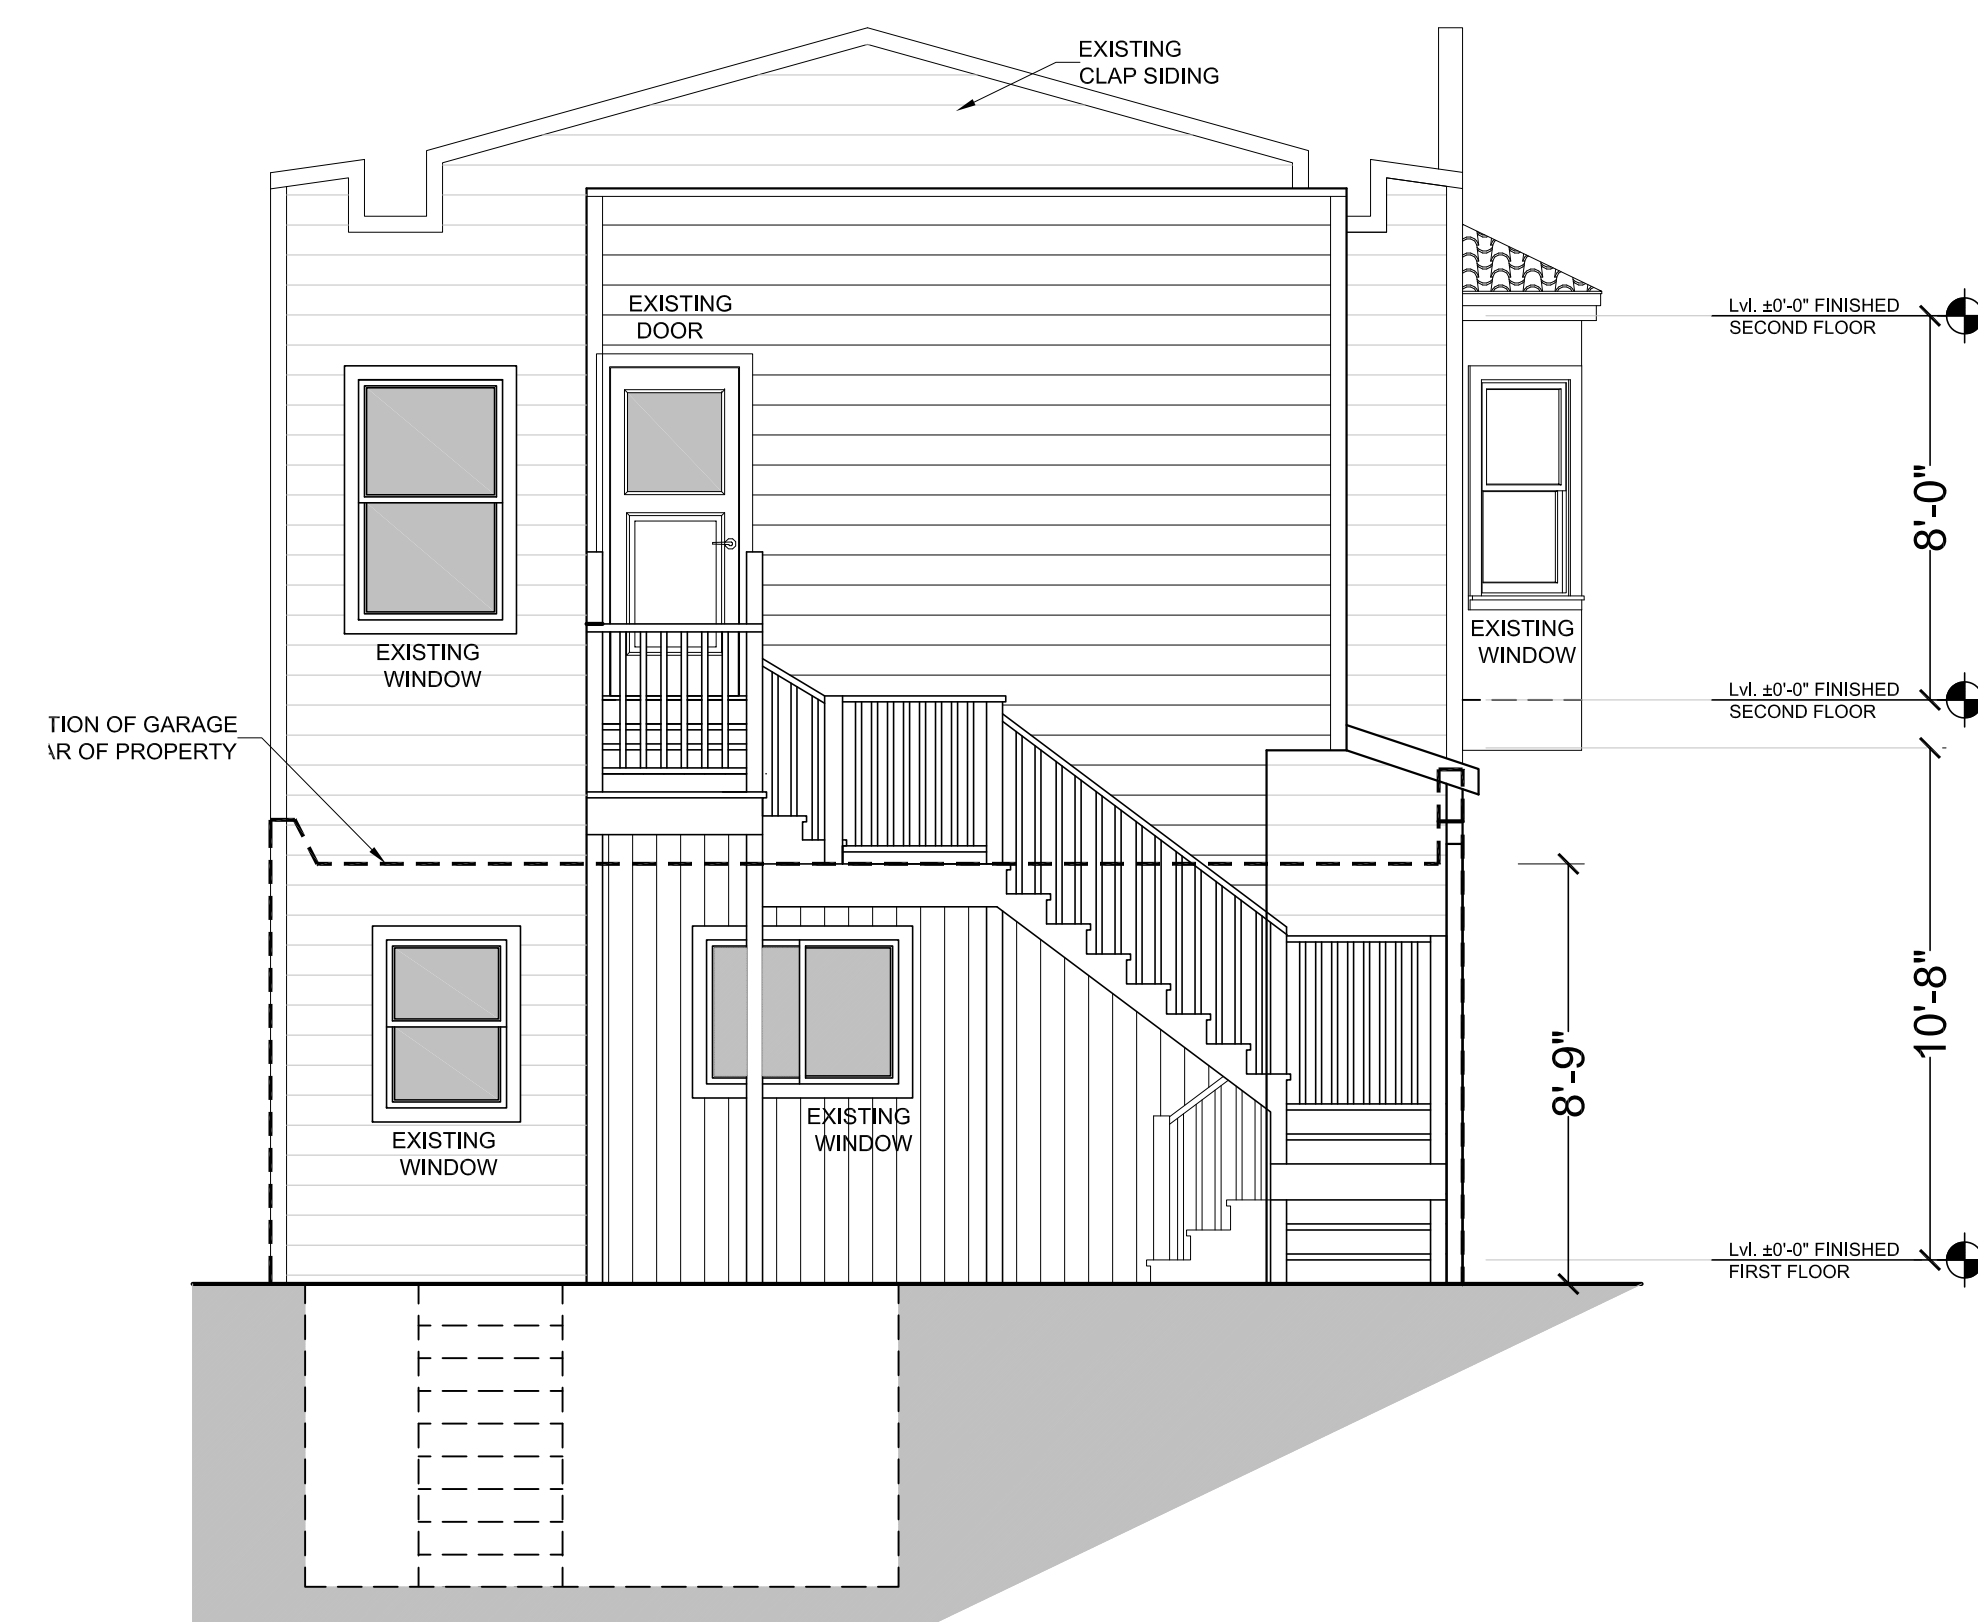 EXISTING
CLAP SIDING
EXISTING
DOOR
Lvl. ±0'-0" FINISHED
SECOND FLOOR
8'-0"
EXISTING
WINDOW
EXISTING
WINDOW
Lvl. ±0'-0" FINISHED
SECOND FLOOR
TION OF GARAGE
AR OF PROPERTY
10'-8"
8'-9"
EXISTING
WINDOW
EXISTING
WINDOW
Lvl. ±0'-0" FINISHED
FIRST FLOOR